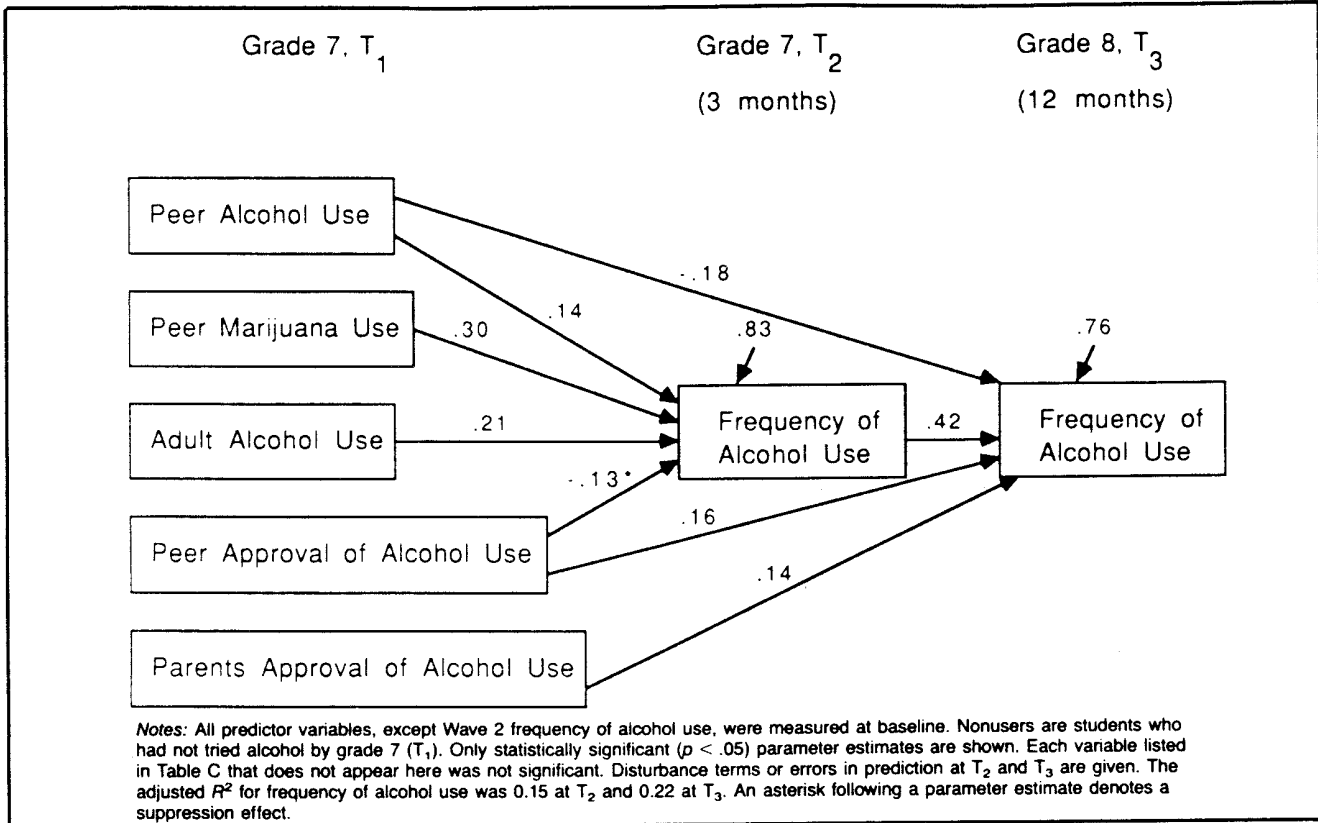 Grade 7, T1
Grade 7, T2
Grade 8, T3
(3 months)
(12 months)
Peer Alcohol Use
-.18
.14
Peer Marijuana Use
.30
.83
.76
Adult Alcohol Use
.21
Frequency of
Alcohol Use
.42
Frequency of
Alcohol Use
-.13*
Peer Approval of Alcohol Use
.16
.14
Parents Approval of Alcohol Use
Notes: All predictor variables, except Wave 2 frequency of alcohol use, were measured at baseline. Nonusers are students who
had not tried alcohol by grade 7 (T1). Only statistically significant (p < .05) parameter estimates are shown. Each variable listed
in Table C that does not appear here was not significant. Disturbance terms or errors in prediction at T2 and T3 are given. The
adjusted R² for frequency of alcohol use was 0.15 at T2 and 0.22 at T3. An asterisk following a parameter estimate denotes a
suppression effect.